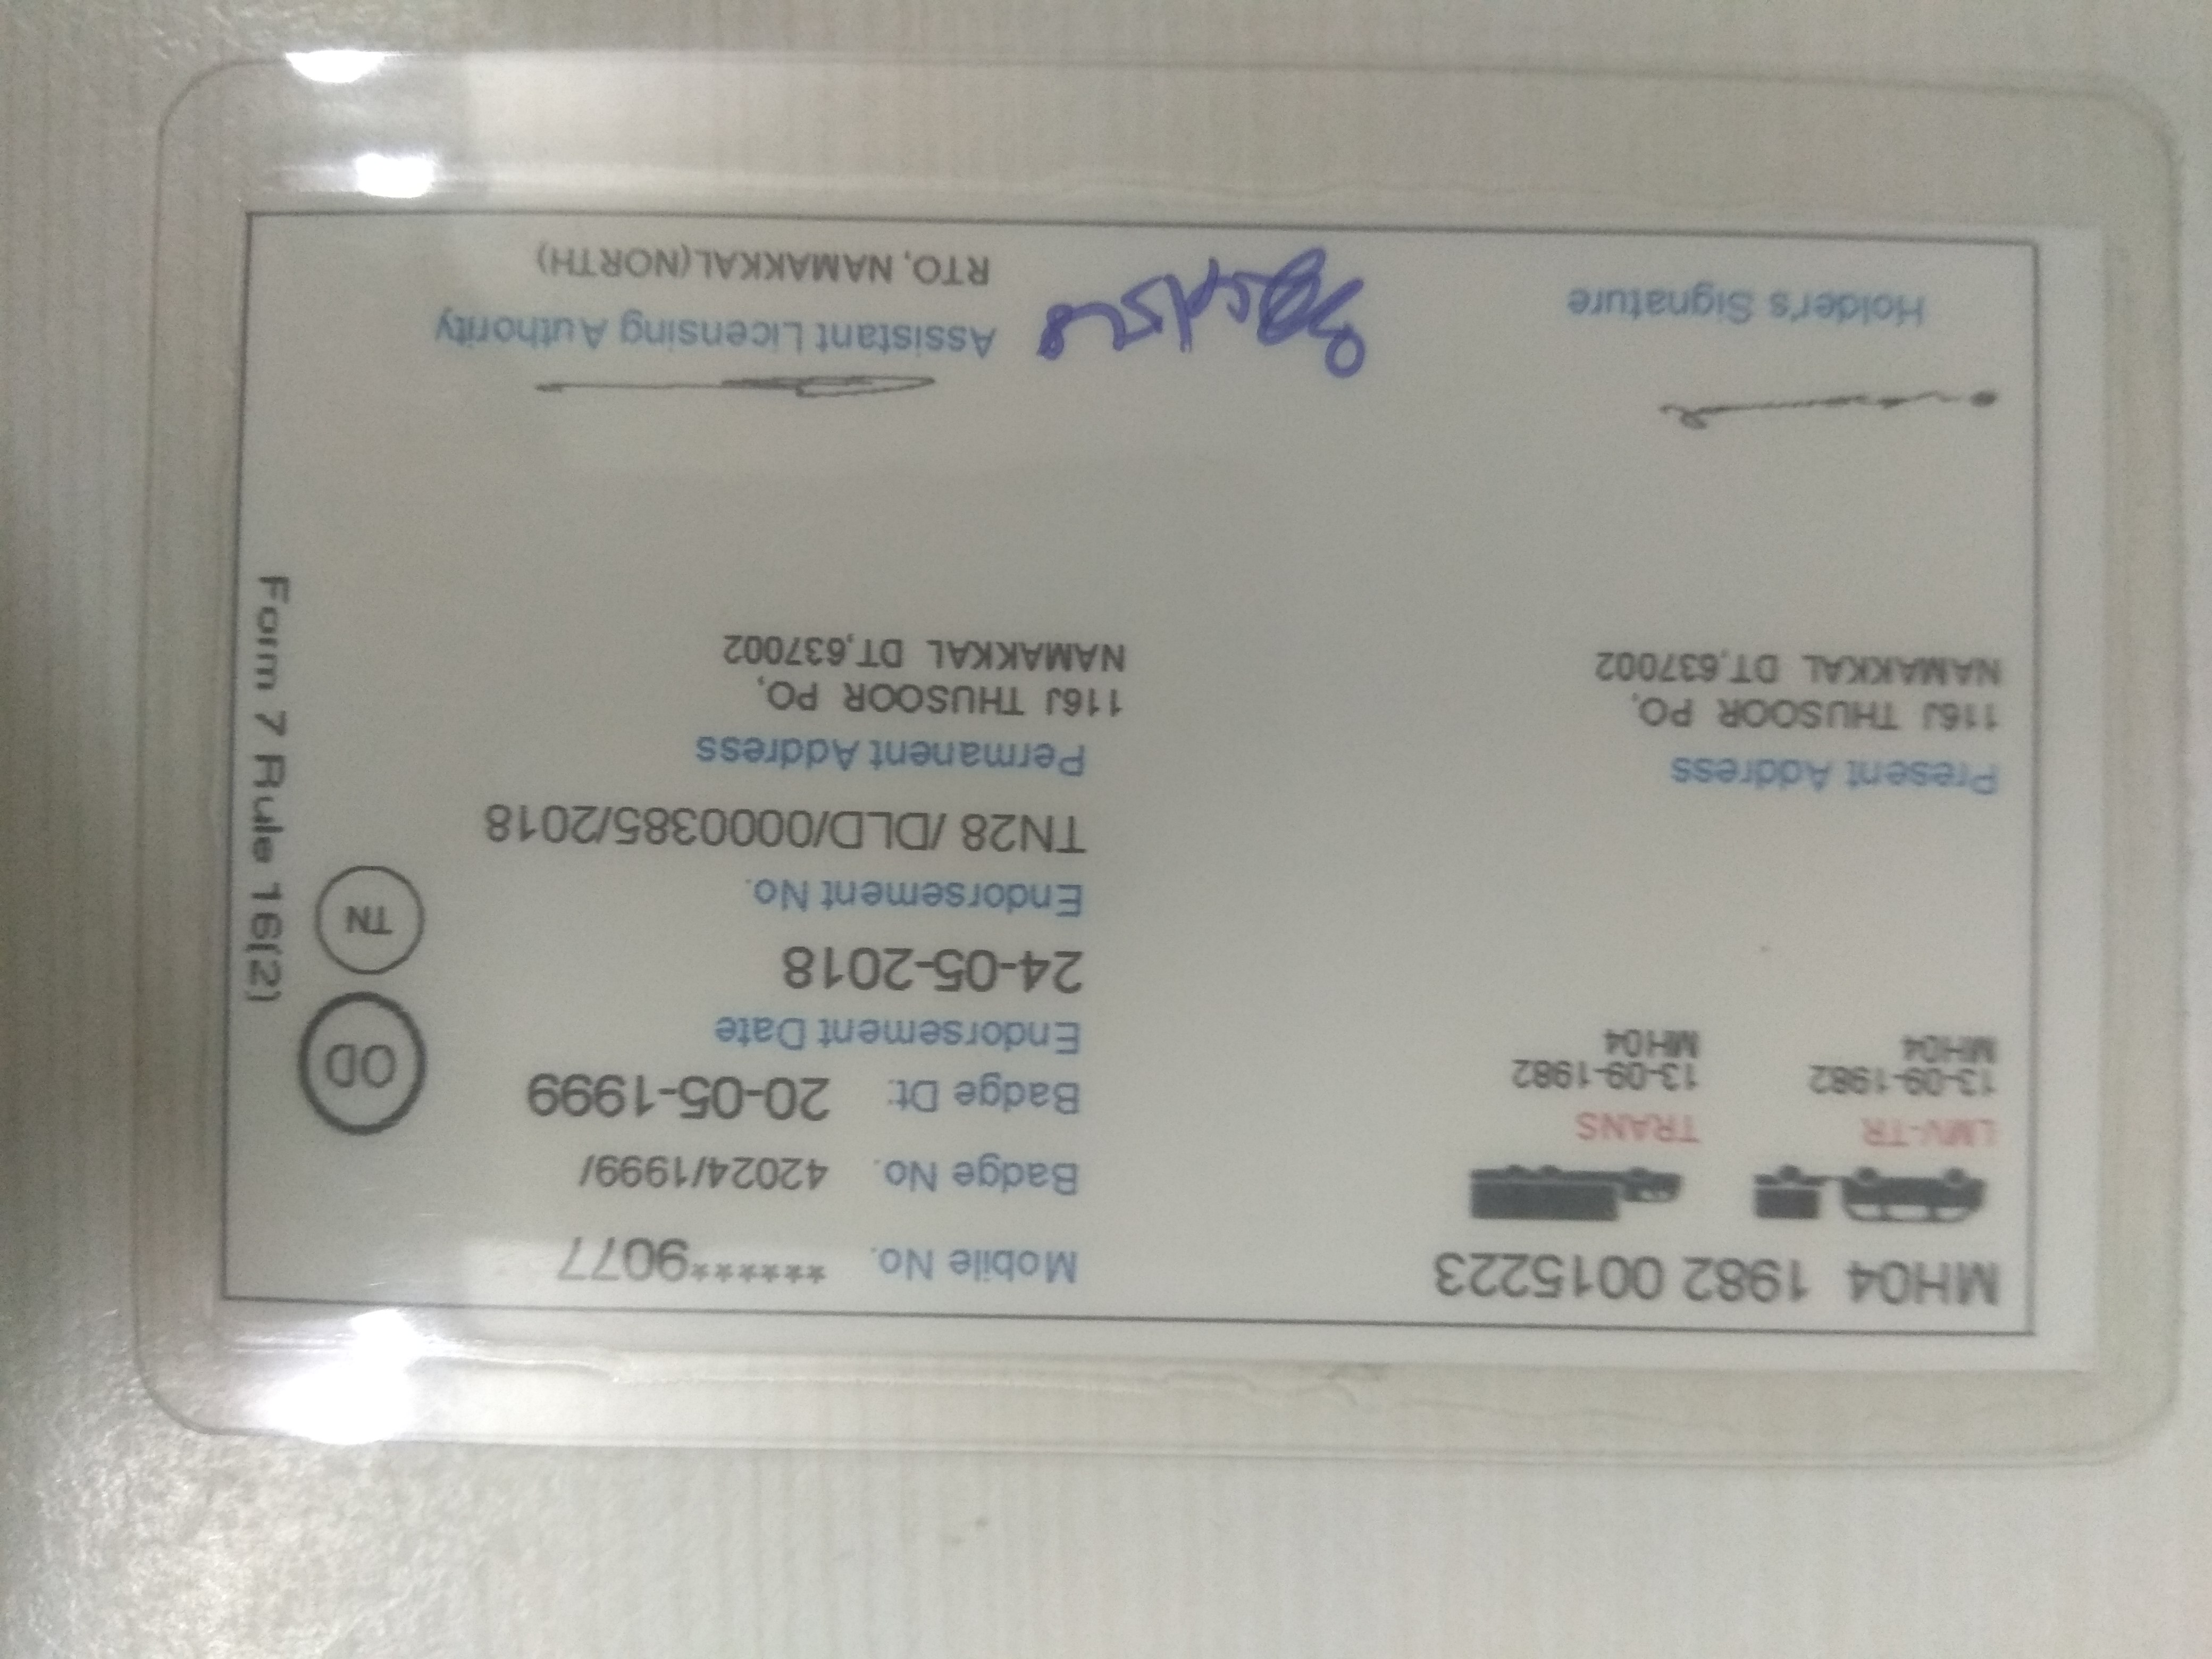 MH04 1982 0015223
LMV-TR
13-09-1982
MH04
TRANS
13-09-1982
MH04
Present Address
116J THUSOOR PO,
NAMAKKAL DT,637002
Holder's Signature
Mobile No. ******9077
Badge No. 42024/1999/
Badge Dt: 20-05-1999
Endorsement Date
24-05-2018
Endorsement No.
TN28 /DLD/0000385/2018
Permanent Address
116J THUSOOR PO,
NAMAKKAL DT,637002
Assistant Licensing Authority
RTO, NAMAKKAL(NORTH)
OD
TN
Form 7 Rule 16(2)